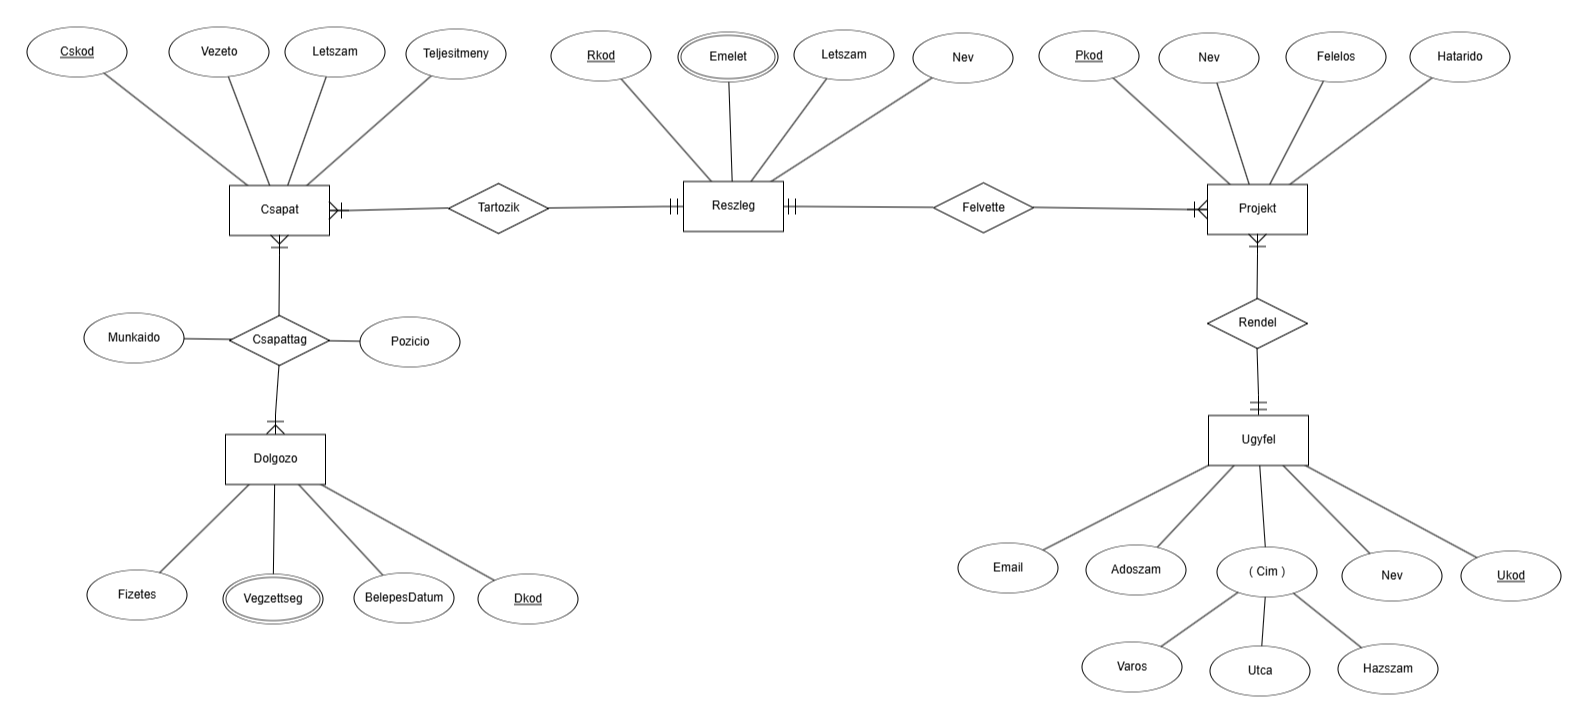 Cskod
Vezeto
Letszam
Teljesitmeny
Rkod
Emelet
Letszam
Nev
Pkod
Nev
Felelos
Hatarido
Csapat
Tartozik
Reszleg
Felvette
Projekt
Munkaido
Csapattag
Pozicio
Rendel
Dolgozo
Ugyfel
Fizetes
Vegzettseg
BelepesDatum
Dkod
Email
Adoszam
( Cim )
Nev
Ukod
Varos
Utca
Hazszam